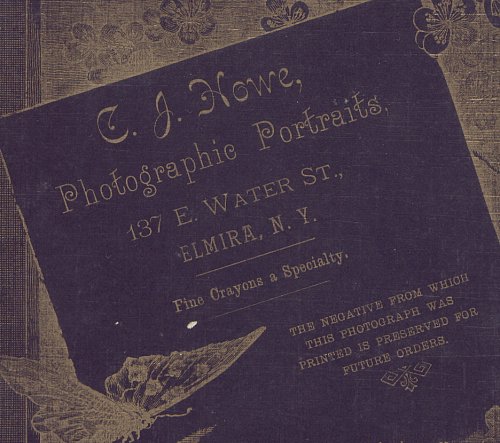 C. J. Howe,
Photographic Portraits,
137 E. WATER ST.,
ELMIRA, N. Y.
Fine Crayons a Specialty.
THE NEGATIVE FROM WHICH
THIS PHOTOGRAPH WAS
PRINTED IS PRESERVED FOR
FUTURE ORDERS.